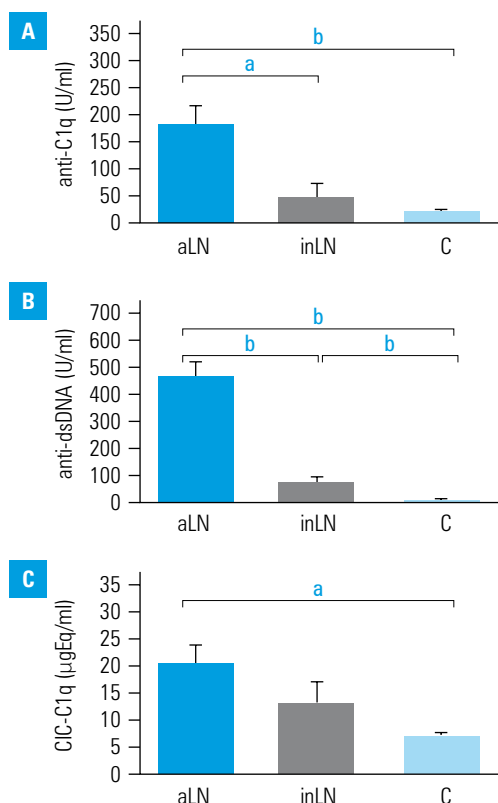 A
anti-C1q (U/ml)
350
300
250
200
150
100
50
0
b
a
aLN inLN C
B
anti-dsDNA (U/ml)
700
600
500
400
300
200
100
0
b
b b
aLN inLN C
C
CIC-C1q (μgEq/ml)
35
30
25
20
15
10
5
0
a
aLN inLN C